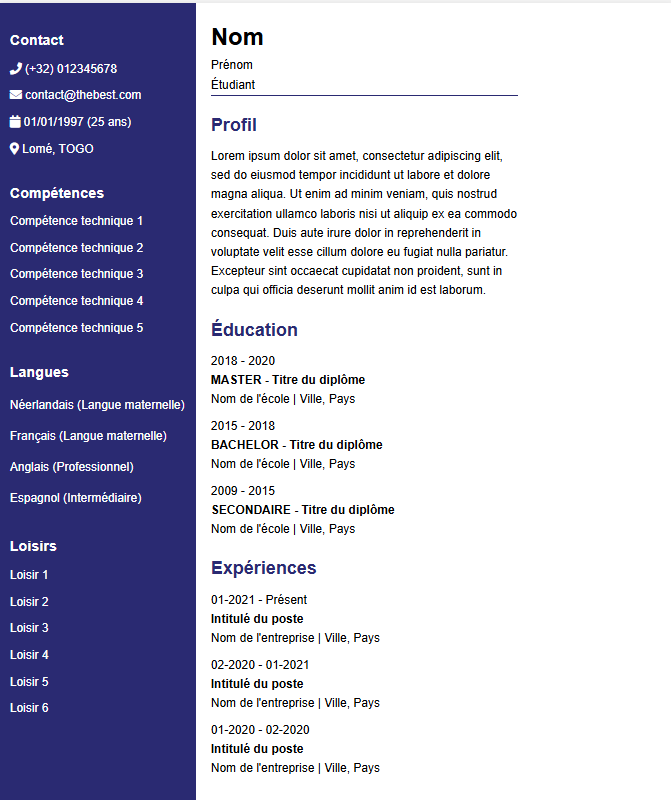 Contact
(+32) 012345678
contact@thebest.com
01/01/1997 (25 ans)
Lomé, TOGO
Compétences
Compétence technique 1
Compétence technique 2
Compétence technique 3
Compétence technique 4
Compétence technique 5
Langues
Néerlandais (Langue maternelle)
Français (Langue maternelle)
Anglais (Professionnel)
Espagnol (Intermédiaire)
Loisirs
Loisir 1
Loisir 2
Loisir 3
Loisir 4
Loisir 5
Loisir 6
Nom
Prénom
Étudiant
Profil
Lorem ipsum dolor sit amet, consectetur adipiscing elit,
sed do eiusmod tempor incididunt ut labore et dolore
magna aliqua. Ut enim ad minim veniam, quis nostrud
exercitation ullamco laboris nisi ut aliquip ex ea commodo
consequat. Duis aute irure dolor in reprehenderit in
voluptate velit esse cillum dolore eu fugiat nulla pariatur.
Excepteur sint occaecat cupidatat non proident, sunt in
culpa qui officia deserunt mollit anim id est laborum.
Éducation
2018 - 2020
MASTER - Titre du diplôme
Nom de l'école | Ville, Pays
2015 - 2018
BACHELOR - Titre du diplôme
Nom de l'école | Ville, Pays
2009 - 2015
SECONDAIRE - Titre du diplôme
Nom de l'école | Ville, Pays
Expériences
01-2021 - Présent
Intitulé du poste
Nom de l'entreprise | Ville, Pays
02-2020 - 01-2021
Intitulé du poste
Nom de l'entreprise | Ville, Pays
01-2020 - 02-2020
Intitulé du poste
Nom de l'entreprise | Ville, Pays